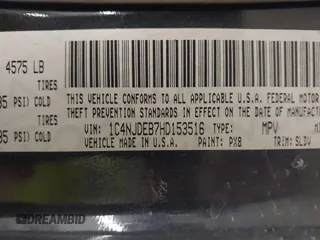 4575 LB
TIRES
35 PSI) COLD
THIS VEHICLE CONFORMS TO ALL APPLICABLE U.S.A. FEDERAL MOTOR
THEFT PREVENTION STANDARDS IN EFFECT ON THE DATE OF
TIRES
35 PSI) COLD
VIN: 1C4NJDEB7HD153516 TYPE: MPV
VEHICLE MADE IN U.S.A. PAINT: PX8 TRIM: SLDV
DREAMBID